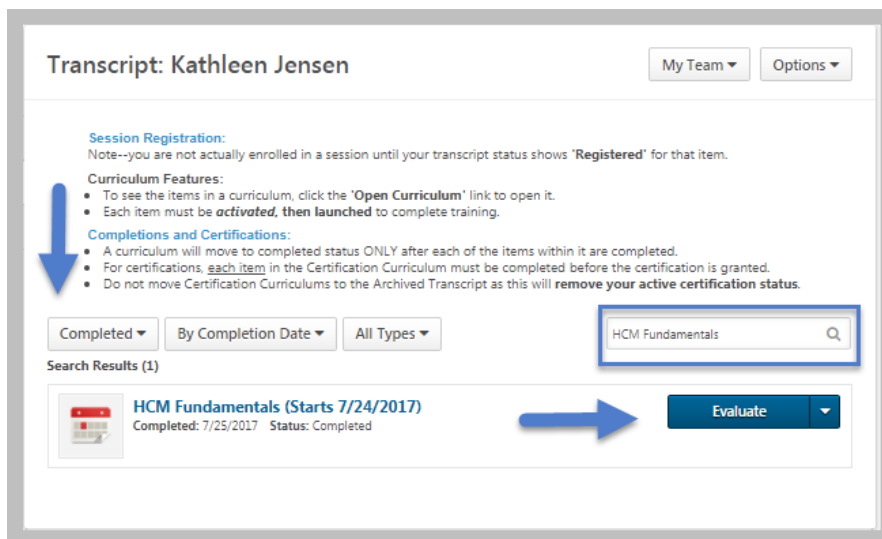 Transcript: Kathleen Jensen
My Team
Options
Session Registration:
Note--you are not actually enrolled in a session until your transcript status shows 'Registered' for that item.
Curriculum Features:
• To see the items in a curriculum, click the 'Open Curriculum' link to open it.
• Each item must be activated, then launched to complete training.
Completions and Certifications:
• A curriculum will move to completed status ONLY after each of the items within it are completed.
• For certifications, each item in the Certification Curriculum must be completed before the certification is granted.
• Do not move Certification Curriculums to the Archived Transcript as this will remove your active certification status.
Completed
By Completion Date
All Types
HCM Fundamentals
Search Results (1)
HCM Fundamentals (Starts 7/24/2017)
Completed: 7/25/2017 Status: Completed
Evaluate